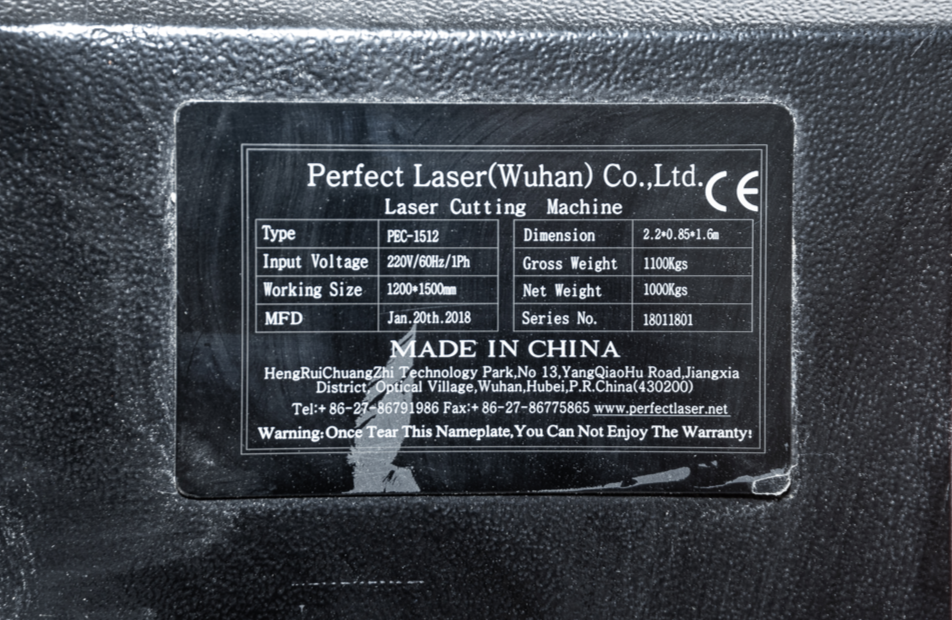 Perfect Laser(Wuhan) Co.,Ltd. CE
Laser Cutting Machine
Type PEC-1512 Dimension 2.2*0.85*1.6m
Input Voltage 220V/60Hz/1Ph Gross Weight 1100Kgs
Working Size 1200*1500mm Net Weight 1000Kgs
MFD Jan.20th.2018 Series No. 18011801
MADE IN CHINA
HengRuiChuangZhi Technology Park,No 13,YangQiaoHu Road,Jiangxia
District, Optical Village,Wuhan,Hubei,P.R.China(430200)
Tel:+86-27-86791986 Fax:+86-27-86775865 www.perfectlaser.net
Warning:Once Tear This Nameplate,You Can Not Enjoy The Warranty!